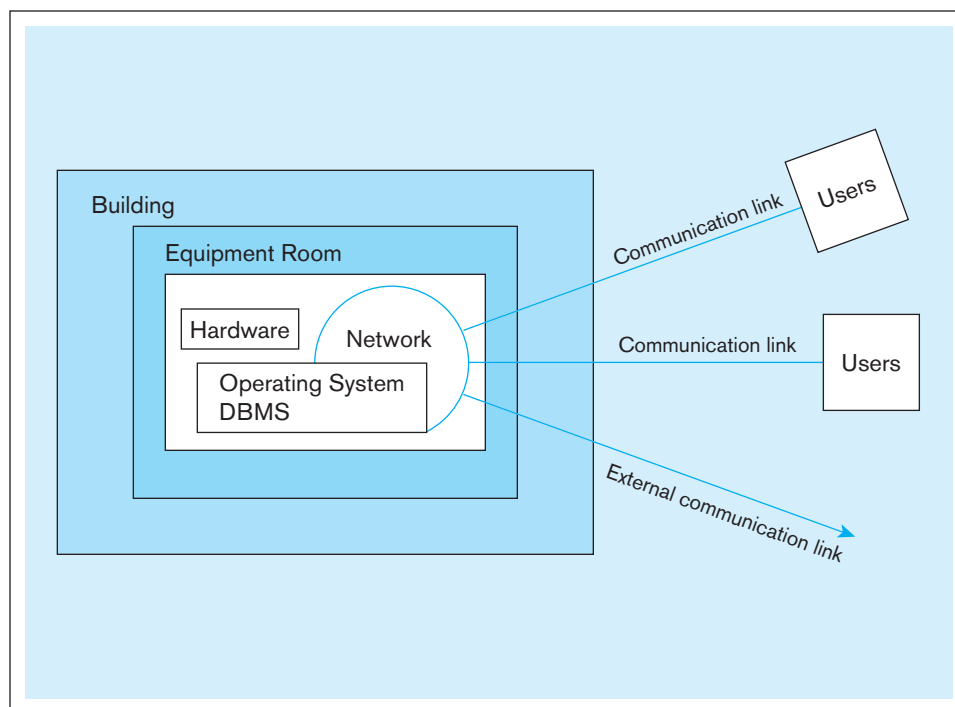 Building
Equipment Room
Hardware
Network
Operating System
DBMS
Communication link
Users
Communication link
Users
External communication link